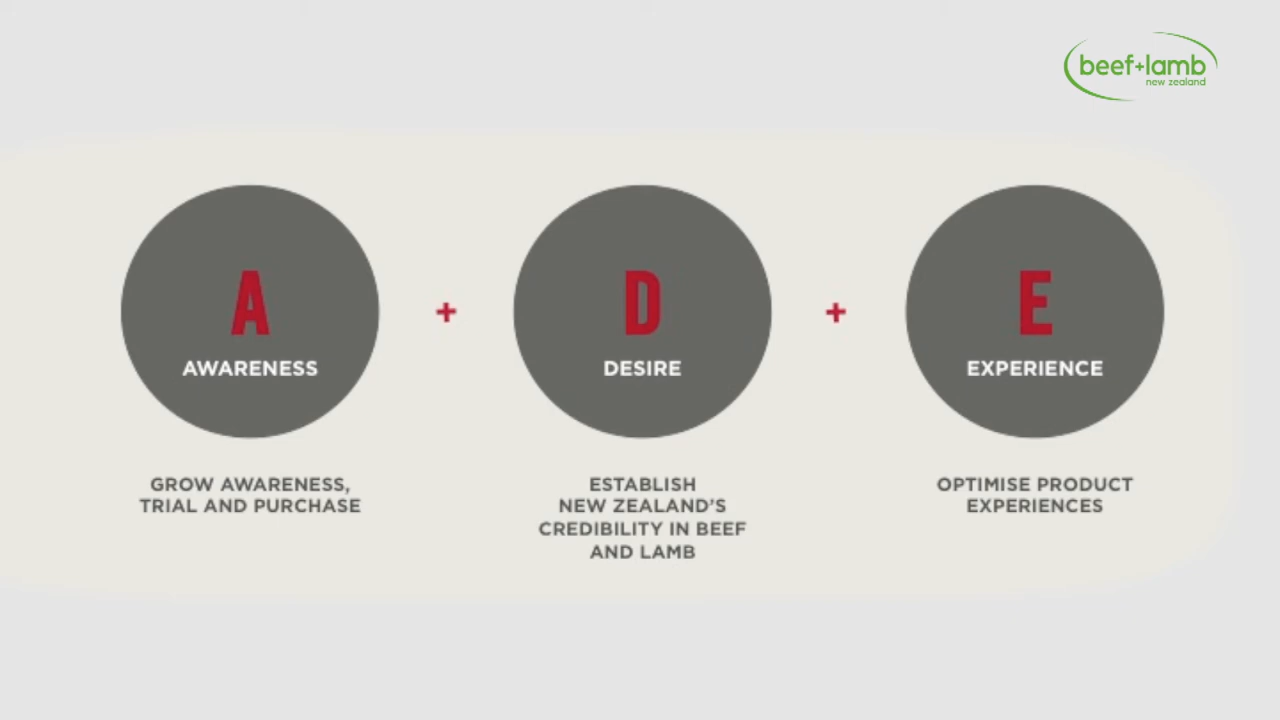 beef+lamb
new zealand
A
AWARENESS
+
D
DESIRE
+
E
EXPERIENCE
GROW AWARENESS,
TRIAL AND PURCHASE
ESTABLISH
NEW ZEALAND'S
CREDIBILITY IN BEEF
AND LAMB
OPTIMISE PRODUCT
EXPERIENCES